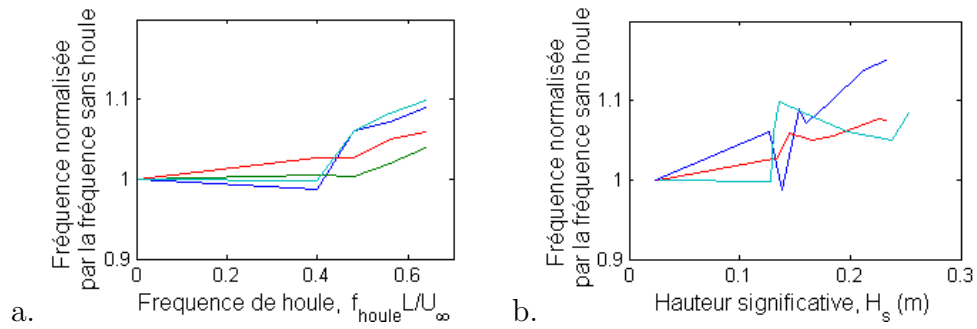 Fréquence normalisée
par la fréquence sans houle
1.1
1
0.9
0 0.2 0.4 0.6
Frequence de houle, f_houle L/U_∞
a.
Fréquence normalisée
par la fréquence sans houle
1.1
1
0.9
0 0.1 0.2 0.3
Hauteur significative, H_s (m)
b.